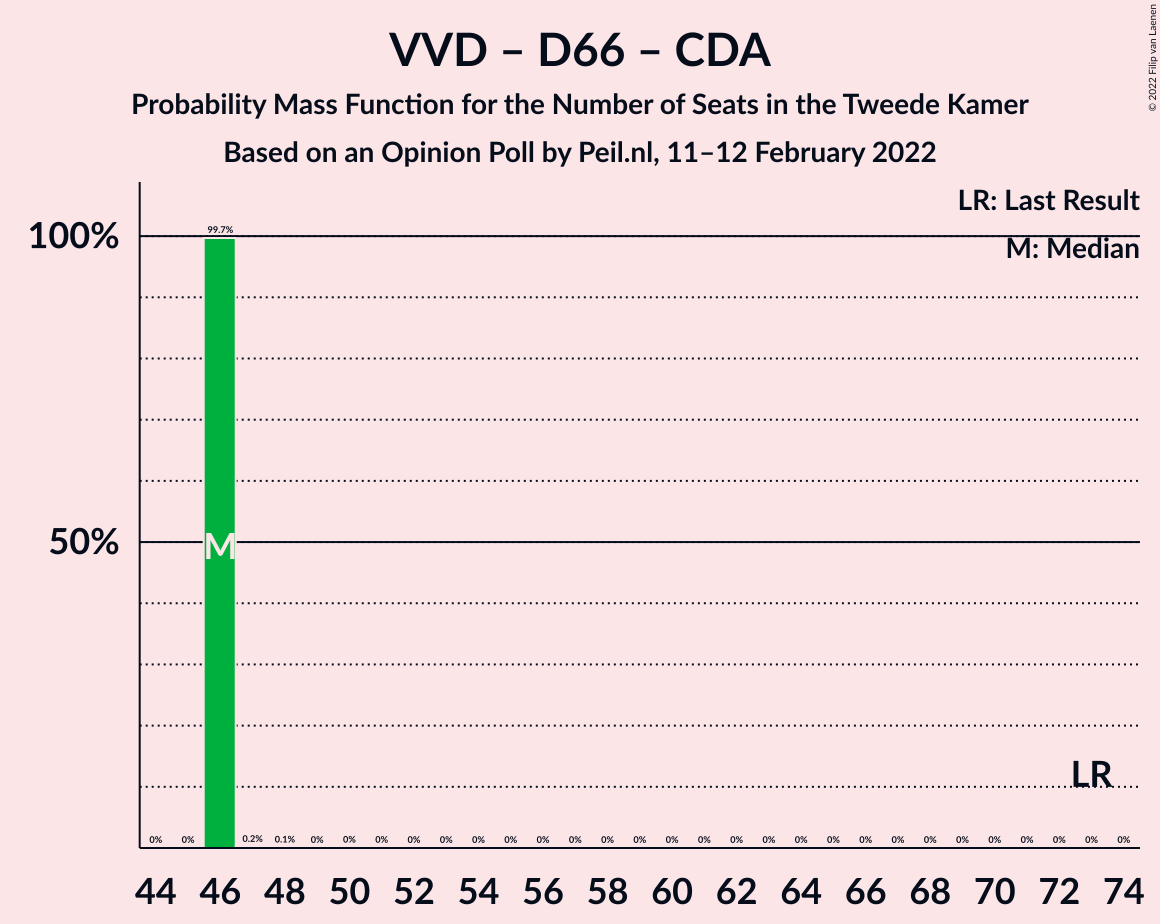 VVD – D66 – CDA
Probability Mass Function for the Number of Seats in the Tweede Kamer
Based on an Opinion Poll by Peil.nl, 11–12 February 2022
© 2022 Filip van Laenen
LR: Last Result
M: Median
100%
99.7%
50%
M
LR
0% 0% 0.2% 0.1% 0% 0% 0% 0% 0% 0% 0% 0% 0% 0% 0% 0% 0% 0% 0% 0% 0% 0% 0% 0% 0% 0% 0% 0% 0% 0%
44 46 48 50 52 54 56 58 60 62 64 66 68 70 72 74